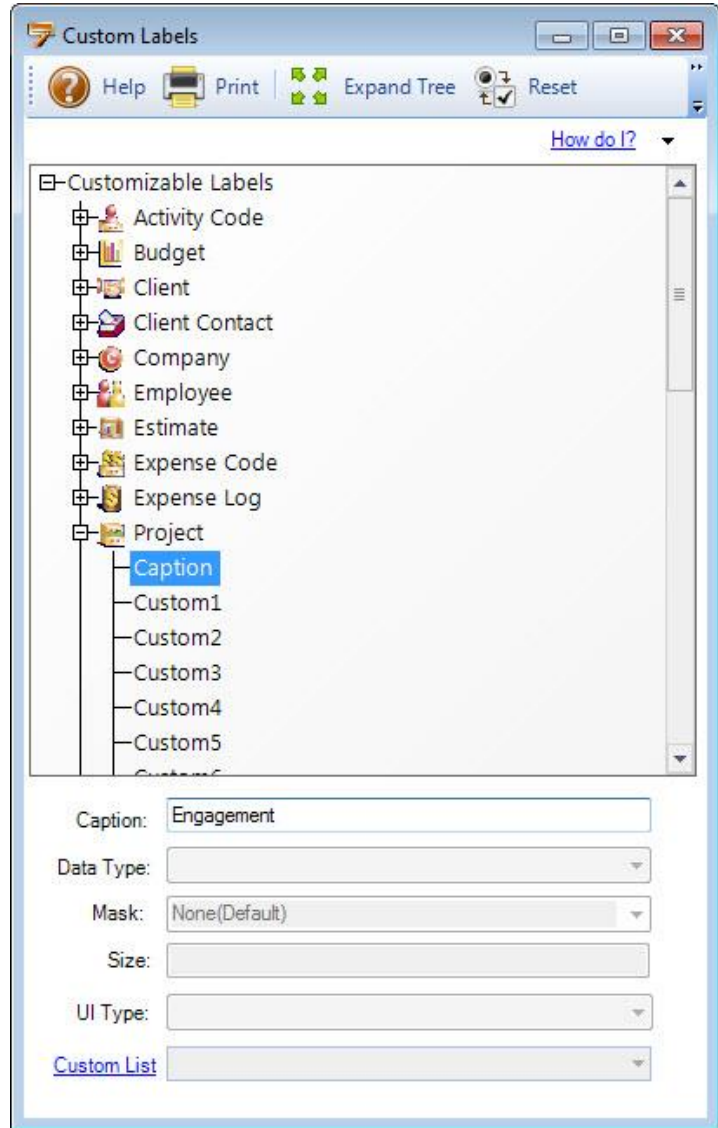 Custom Labels
Help Print Expand Tree Reset
How do I?
Customizable Labels
Activity Code
Budget
Client
Client Contact
Company
Employee
Estimate
Expense Code
Expense Log
Project
Caption
Custom1
Custom2
Custom3
Custom4
Custom5
Caption: Engagement
Data Type:
Mask: None(Default)
Size:
UI Type:
Custom List